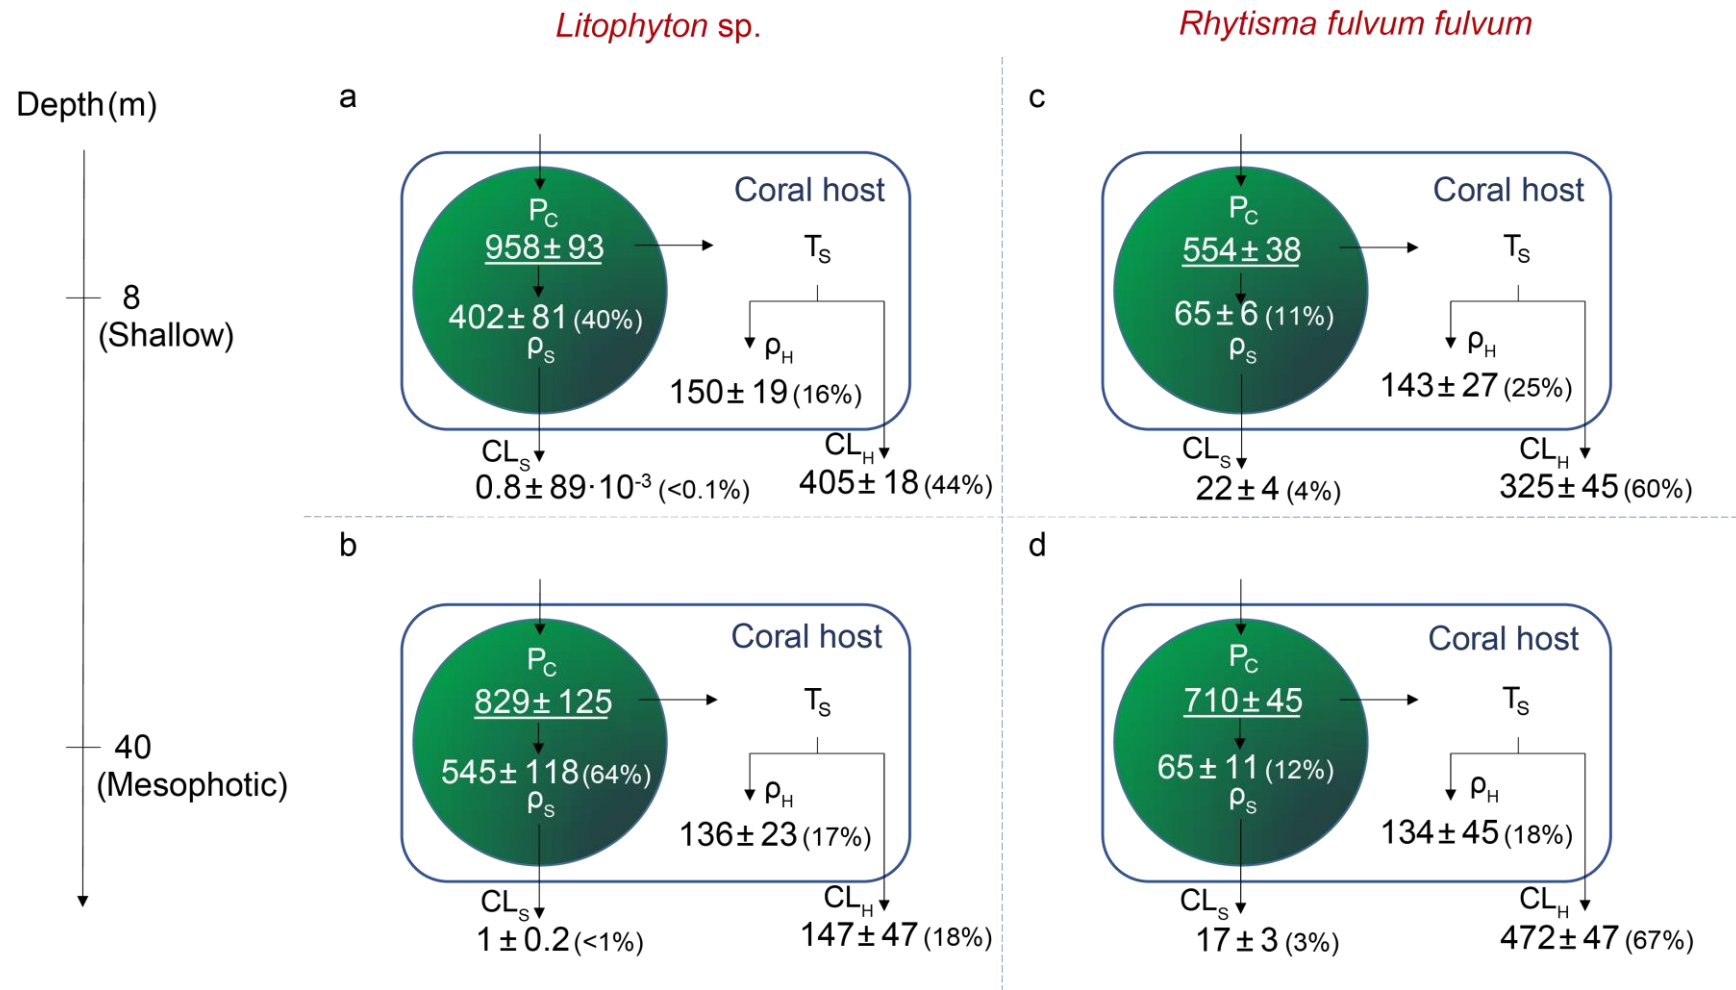 Litophyton sp.
Rhytisma fulvum fulvum
Depth(m)
8
(Shallow)
40
(Mesophotic)
a
Coral host
P_C
958±93
T_S
402±81 (40%)
ρ_S
ρ_H
150±19 (16%)
CL_S
0.8±89·10^-3 (<0.1%)
CL_H
405±18 (44%)
c
Coral host
P_C
554±38
T_S
65±6 (11%)
ρ_S
ρ_H
143±27 (25%)
CL_S
22±4 (4%)
CL_H
325±45 (60%)
b
Coral host
P_C
829±125
T_S
545±118 (64%)
ρ_S
ρ_H
136±23 (17%)
CL_S
1±0.2 (<1%)
CL_H
147±47 (18%)
d
Coral host
P_C
710±45
T_S
65±11 (12%)
ρ_S
ρ_H
134±45 (18%)
CL_S
17±3 (3%)
CL_H
472±47 (67%)